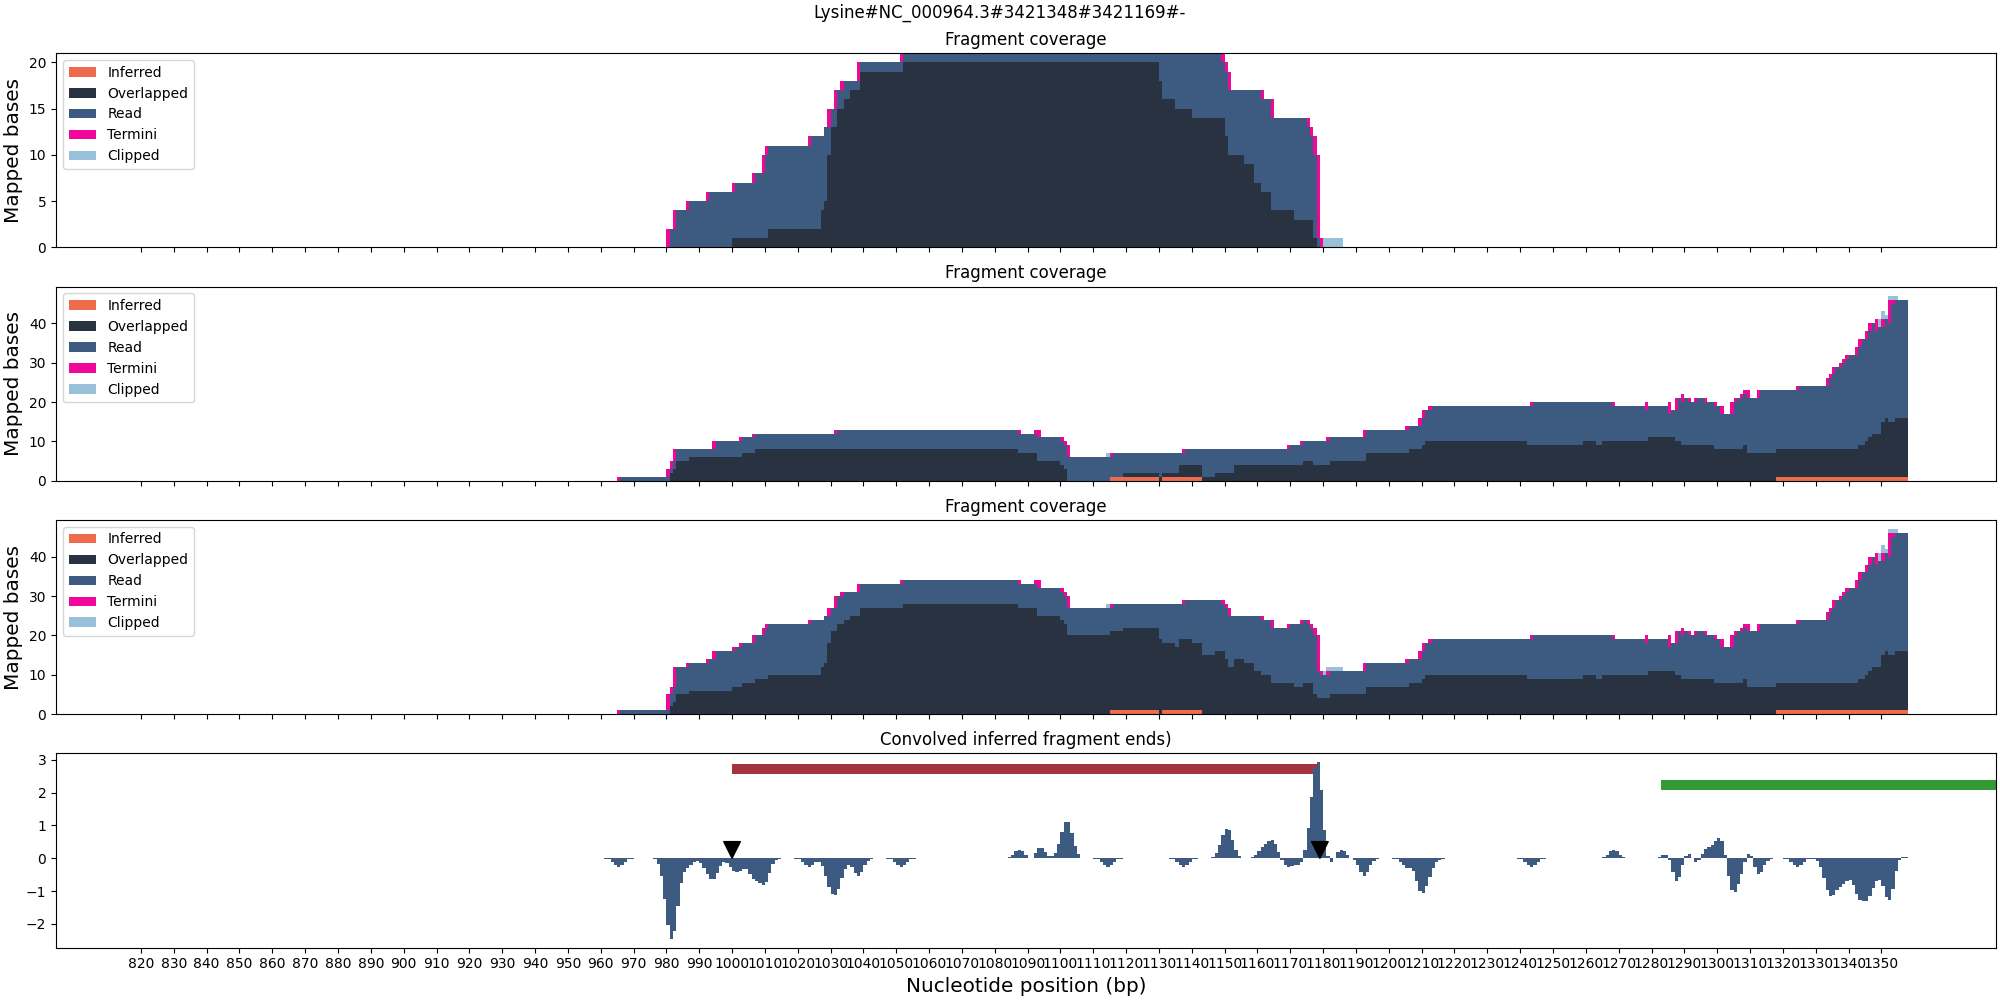 Lysine#NC_000964.3#3421348#3421169#-
Fragment coverage
Mapped bases
20
15
10
5
0
Inferred
Overlapped
Read
Termini
Clipped
Fragment coverage
Mapped bases
40
30
20
10
0
Inferred
Overlapped
Read
Termini
Clipped
Fragment coverage
Mapped bases
40
30
20
10
0
Inferred
Overlapped
Read
Termini
Clipped
Convolved inferred fragment ends)
3
2
1
0
−1
−2
820 830 840 850 860 870 880 890 900 910 920 930 940 950 960 970 980 990 1000 1010 1020 1030 1040 1050 1060 1070 1080 1090 1100 1110 1120 1130 1140 1150 1160 1170 1180 1190 1200 1210 1220 1230 1240 1250 1260 1270 1280 1290 1300 1310 1320 1330 1340 1350
Nucleotide position (bp)